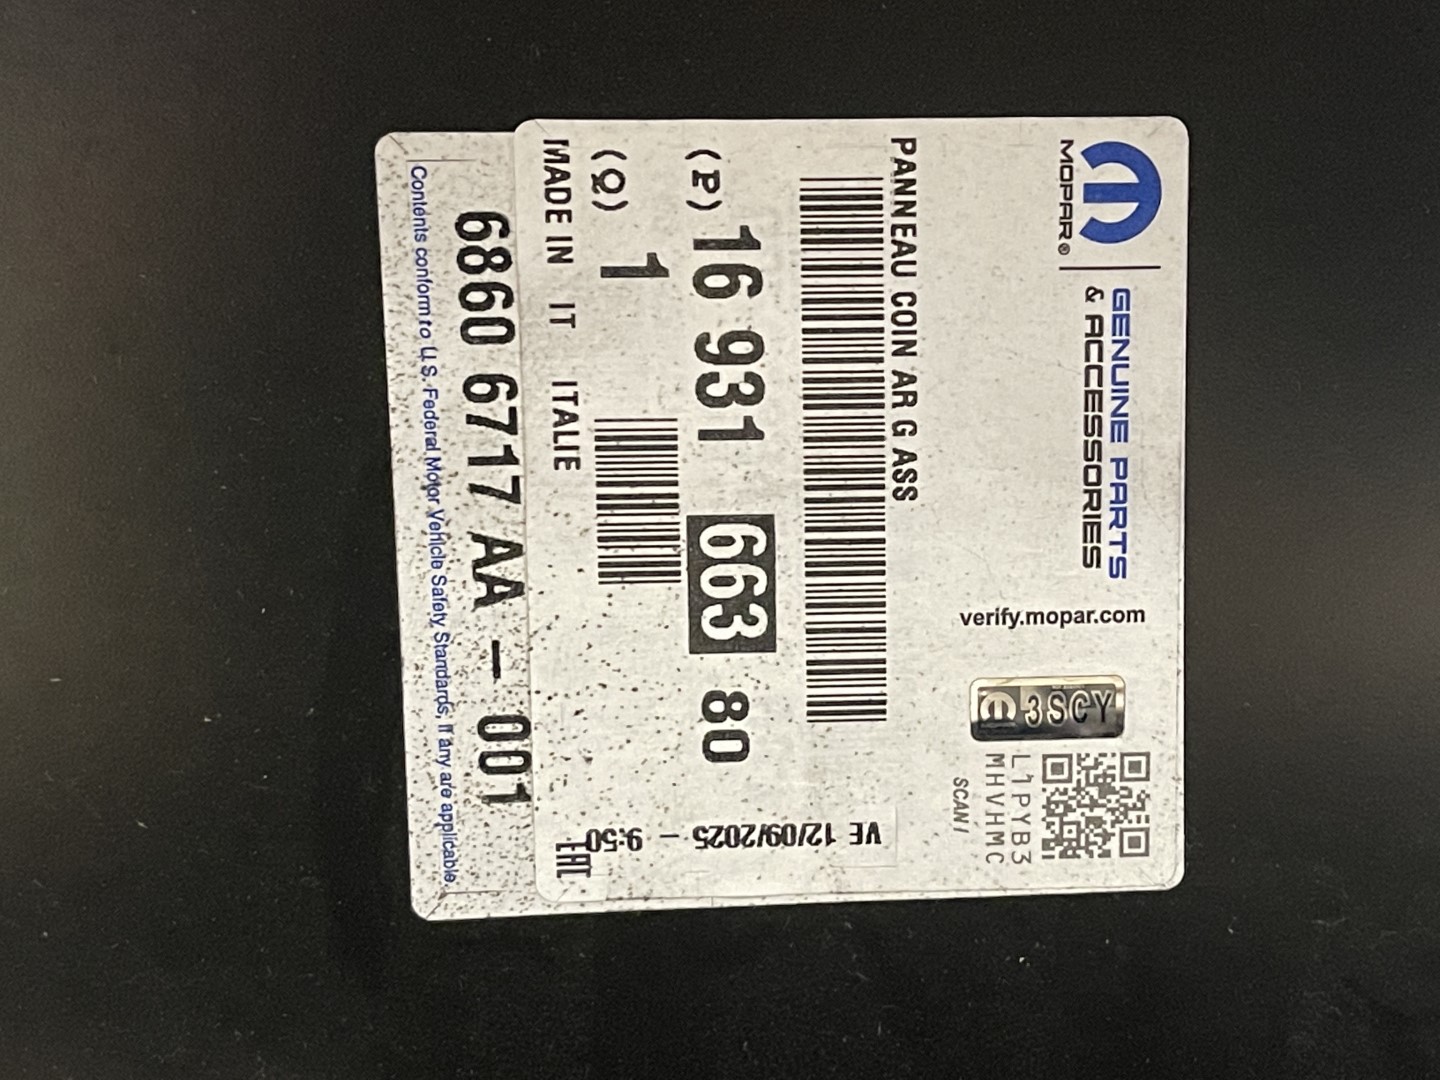 MOPAR®
GENUINE PARTS
& ACCESSORIES
verify.mopar.com
3SCY
L1PYB3
MHVHMC
SCAN!
PANNEAU COIN AR G ASS
(P) 16 931 663 80
(Q) 1
MADE IN IT ITALIE
VE 12/09/2025 - 9:50
EAC
6860 6717 AA - 001
Contents conform to U.S. Federal Motor Vehicle Safety Standards, if any are applicable.